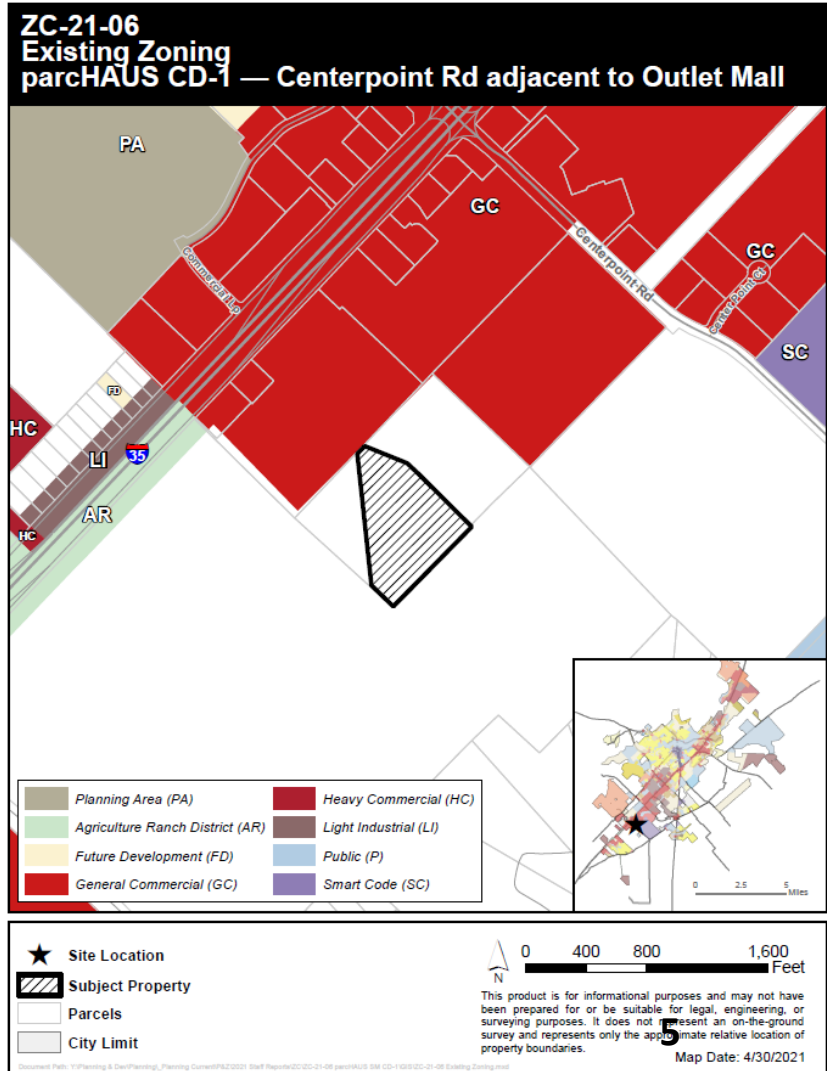 ZC-21-06
Existing Zoning
parcHAUS CD-1 — Centerpoint Rd adjacent to Outlet Mall
PA
GC
Commercial Lp
Centerpoint Rd
GC
Center Point Ct
SC
FD
HC
LI
35
AR
HC
Planning Area (PA)
Heavy Commercial (HC)
Agriculture Ranch District (AR)
Light Industrial (LI)
Future Development (FD)
Public (P)
General Commercial (GC)
Smart Code (SC)
0 2.5 5
Miles
Site Location
Subject Property
Parcels
City Limit
N
0 400 800 1,600
Feet
This product is for informational purposes and may not have
been prepared for or be suitable for legal, engineering, or
surveying purposes. It does not represent an on-the-ground
survey and represents only the approximate relative location of
property boundaries.
5
Map Date: 4/30/2021